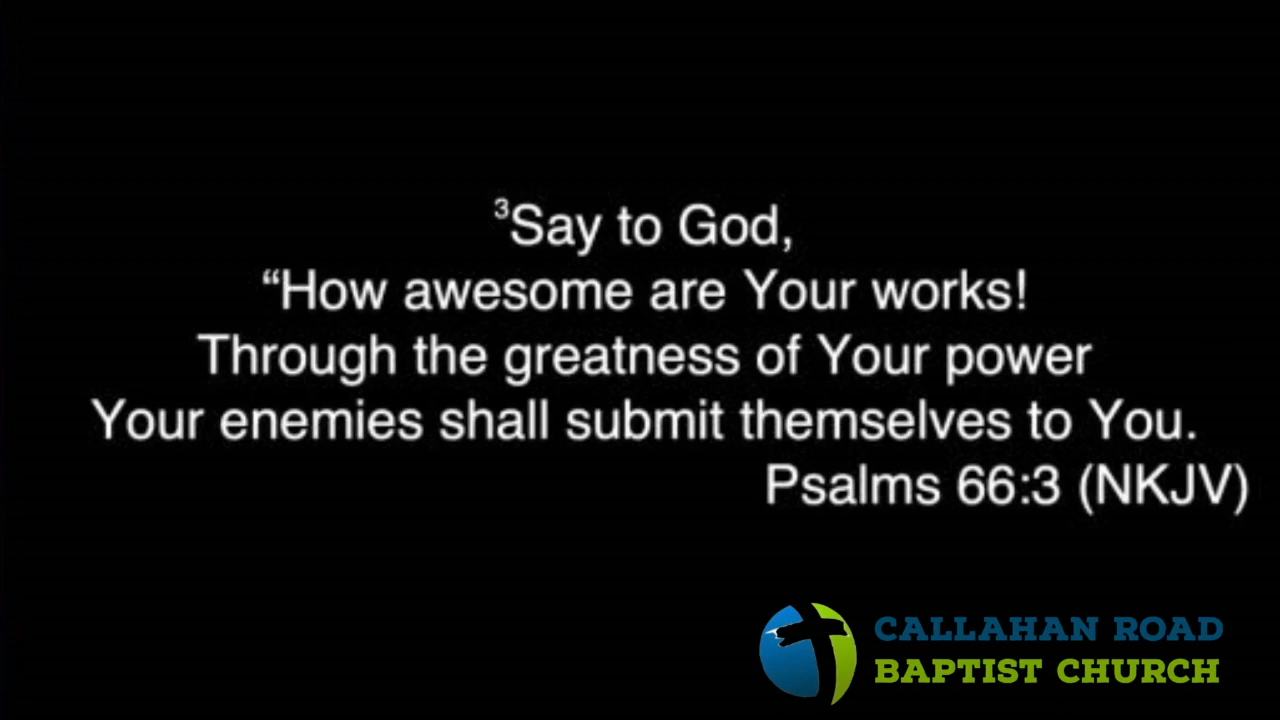 ³Say to God,
“How awesome are Your works!
Through the greatness of Your power
Your enemies shall submit themselves to You.
Psalms 66:3 (NKJV)
CALLAHAN ROAD
BAPTIST CHURCH